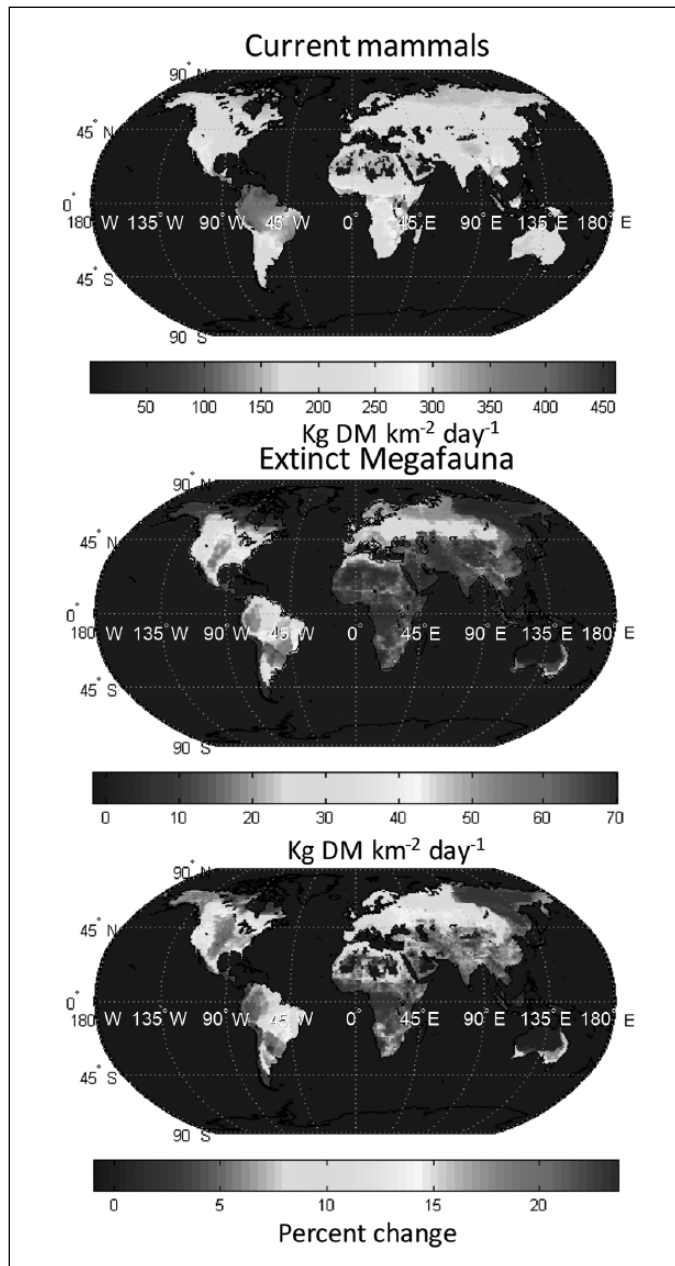 Current mammals
90° N
45° N
0°
180 W 135° W 90° W 45° W 0° 45° E 90° E 135° E 180° E
45° S
90 S
50 100 150 200 250 300 350 400 450
Kg DM km-2 day-1
Extinct Megafauna
90° N
45° N
0°
180 W 135° W 90° W 45° W 0° 45° E 90° E 135° E 180° E
45° S
90 S
0 10 20 30 40 50 60 70
Kg DM km-2 day-1
90° N
45° N
0°
180 W 135° W 90° W 45° W 0° 45° E 90° E 135° E 180° E
45° S
90 S
0 5 10 15 20
Percent change